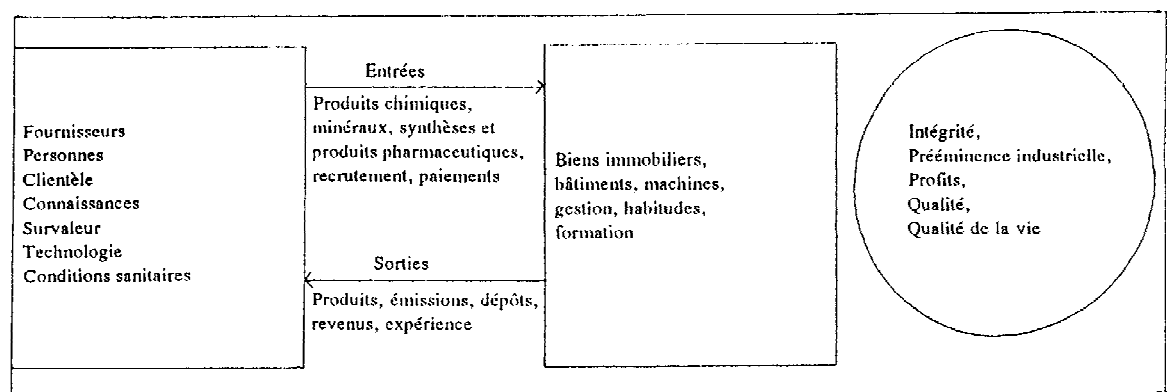 Fournisseurs
Personnes
Clientèle
Connaissances
Survaleur
Technologie
Conditions sanitaires
Entrées
Produits chimiques,
minéraux, synthèses et
produits pharmaceutiques,
recrutement, paiements
Sorties
Produits, émissions, dépôts,
revenus, expérience
Biens immobiliers,
bâtiments, machines,
gestion, habitudes,
formation
Intégrité,
Prééminence industrielle,
Profits,
Qualité,
Qualité de la vie